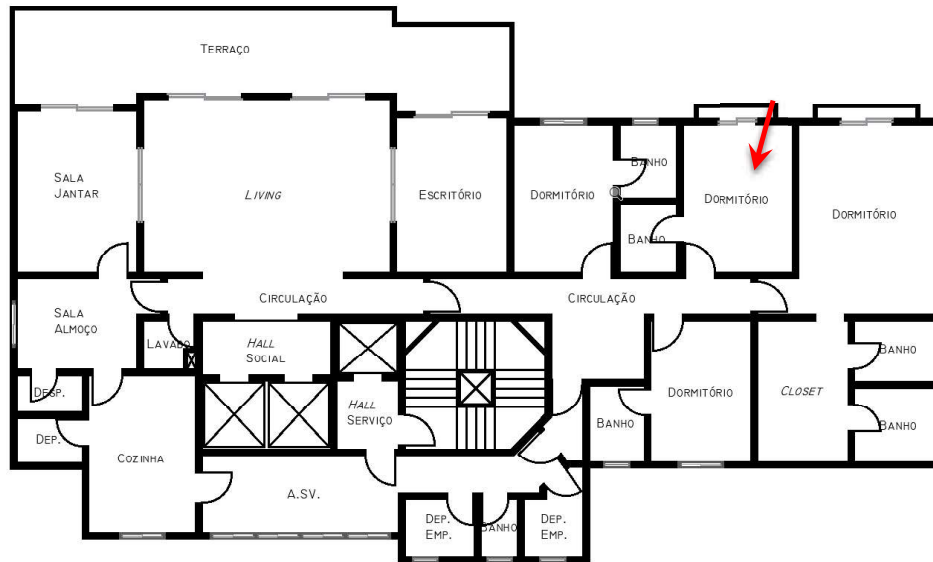 TERRAÇO
SALA
JANTAR
LIVING
ESCRITÓRIO
DORMITÓRIO
BANHO
BANHO
DORMITÓRIO
DORMITÓRIO
SALA
ALMOÇO
CIRCULAÇÃO
CIRCULAÇÃO
LAVABO
HALL
SOCIAL
HALL
SERVIÇO
DESP.
DEP.
COZINHA
A.SV.
BANHO
DORMITÓRIO
CLOSET
BANHO
BANHO
DEP.
EMP.
BANHO
DEP.
EMP.